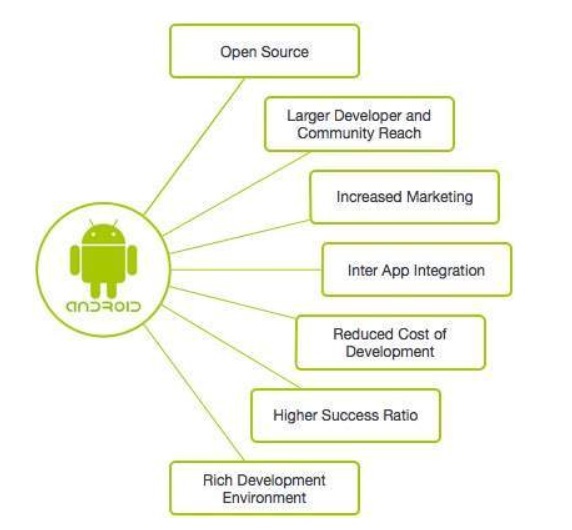 Open Source
Larger Developer and
Community Reach
Increased Marketing
Inter App Integration
ANDROID
Reduced Cost of
Development
Higher Success Ratio
Rich Development
Environment